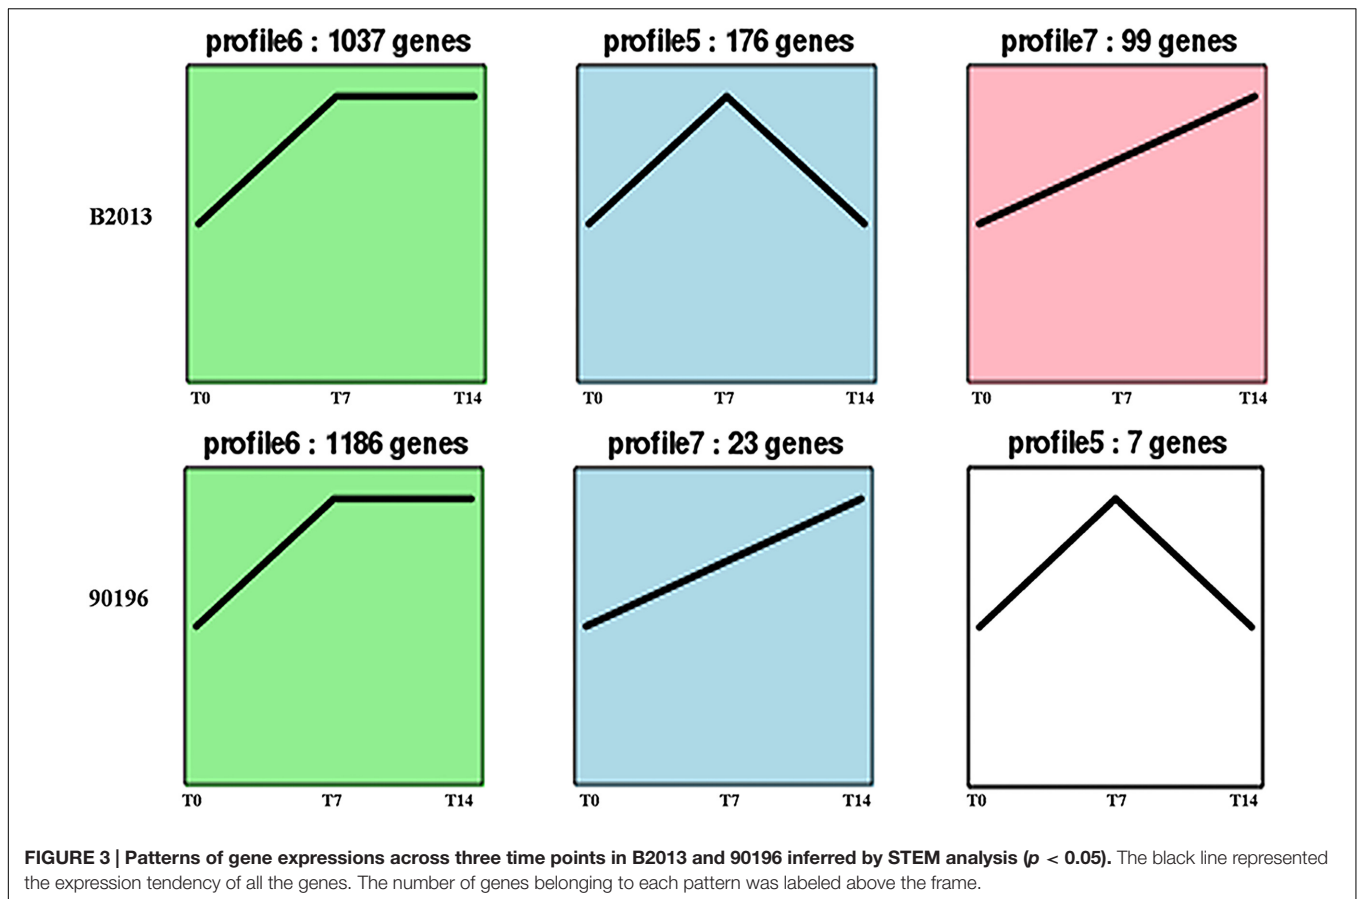 profile6 : 1037 genes
profile5 : 176 genes
profile7 : 99 genes
B2013
T0 T7 T14
T0 T7 T14
T0 T7 T14
profile6 : 1186 genes
profile7 : 23 genes
profile5 : 7 genes
90196
T0 T7 T14
T0 T7 T14
T0 T7 T14
FIGURE 3 | Patterns of gene expressions across three time points in B2013 and 90196 inferred by STEM analysis (p < 0.05). The black line represented
the expression tendency of all the genes. The number of genes belonging to each pattern was labeled above the frame.